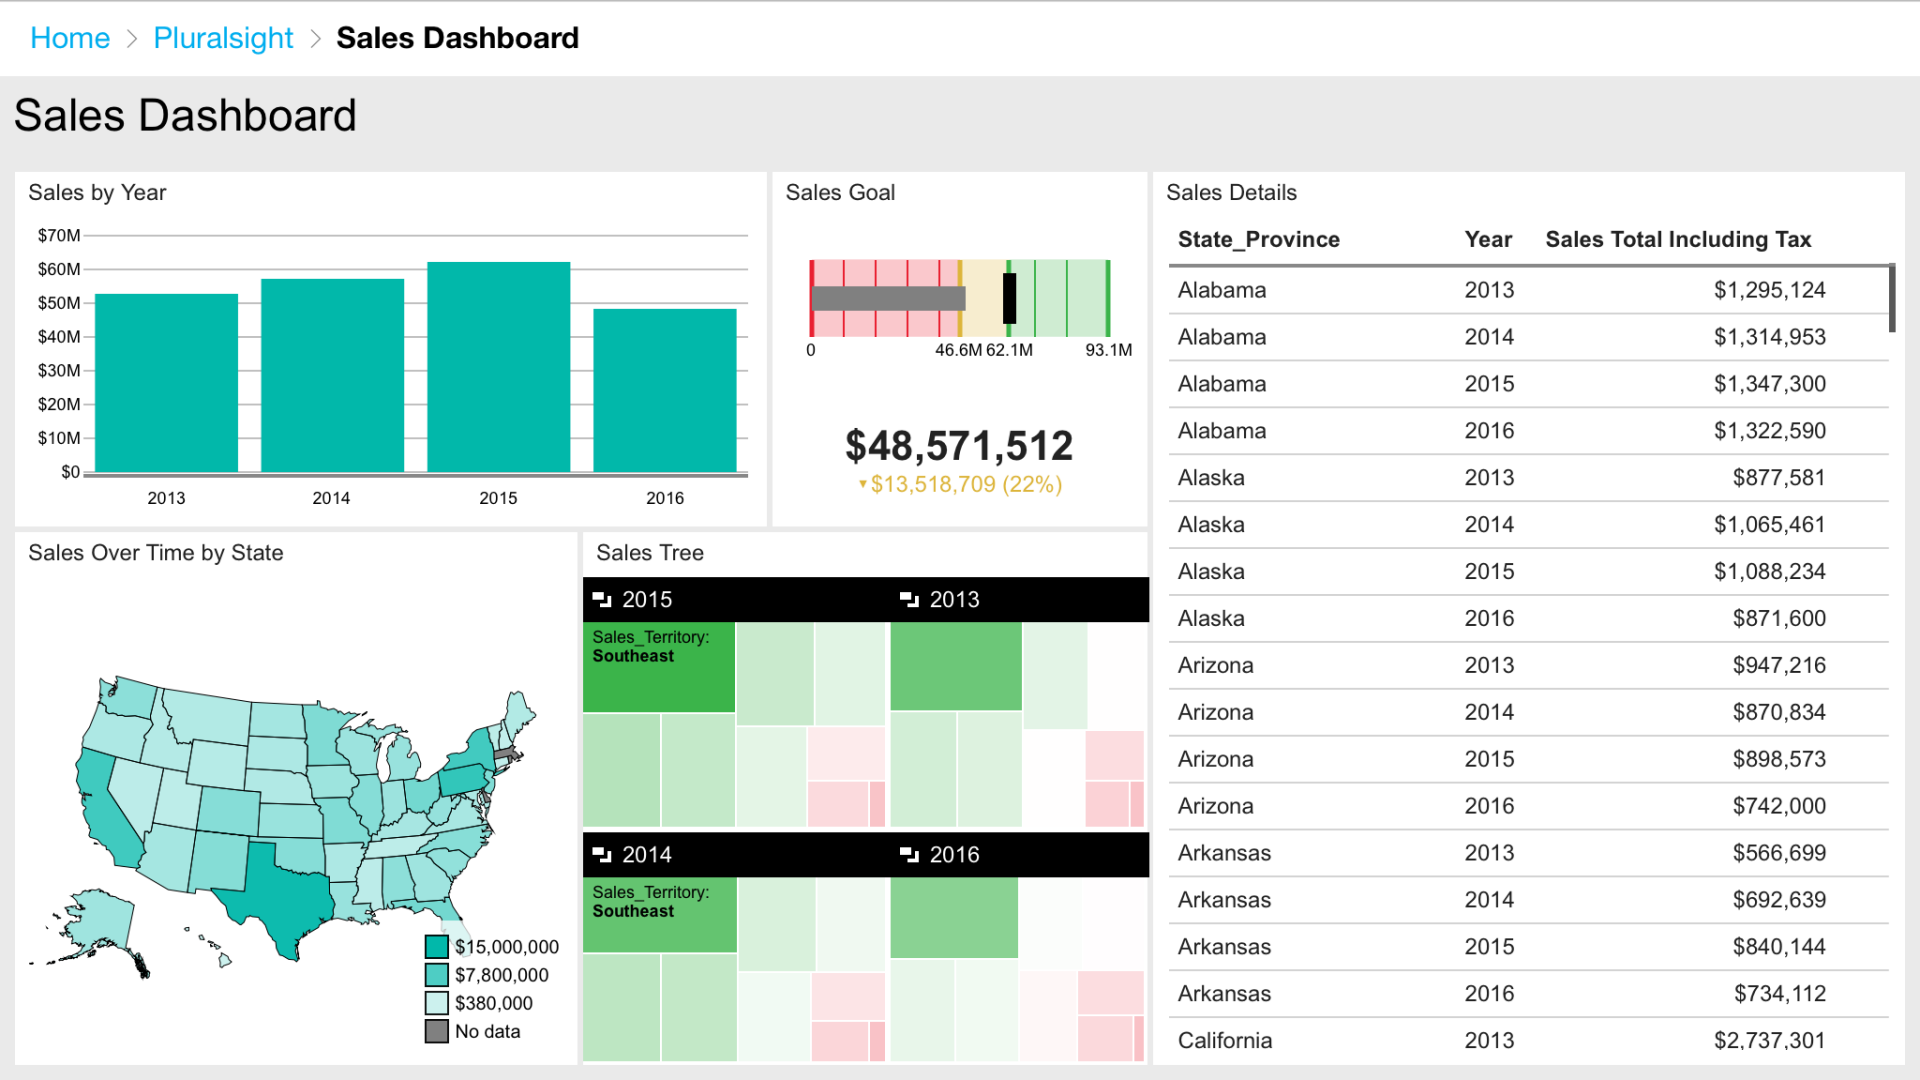 Home > Pluralsight > Sales Dashboard
Sales Dashboard
Sales by Year
$70M
$60M
$50M
$40M
$30M
$20M
$10M
$0
2013 2014 2015 2016
Sales Goal
0 46.6M 62.1M 93.1M
$48,571,512
▼$13,518,709 (22%)
Sales Over Time by State
$15,000,000
$7,800,000
$380,000
No data
Sales Tree
2015 2013
Sales_Territory:
Southeast
2014 2016
Sales_Territory:
Southeast
Sales Details
State_Province Year Sales Total Including Tax
Alabama 2013 $1,295,124
Alabama 2014 $1,314,953
Alabama 2015 $1,347,300
Alabama 2016 $1,322,590
Alaska 2013 $877,581
Alaska 2014 $1,065,461
Alaska 2015 $1,088,234
Alaska 2016 $871,600
Arizona 2013 $947,216
Arizona 2014 $870,834
Arizona 2015 $898,573
Arizona 2016 $742,000
Arkansas 2013 $566,699
Arkansas 2014 $692,639
Arkansas 2015 $840,144
Arkansas 2016 $734,112
California 2013 $2,737,301